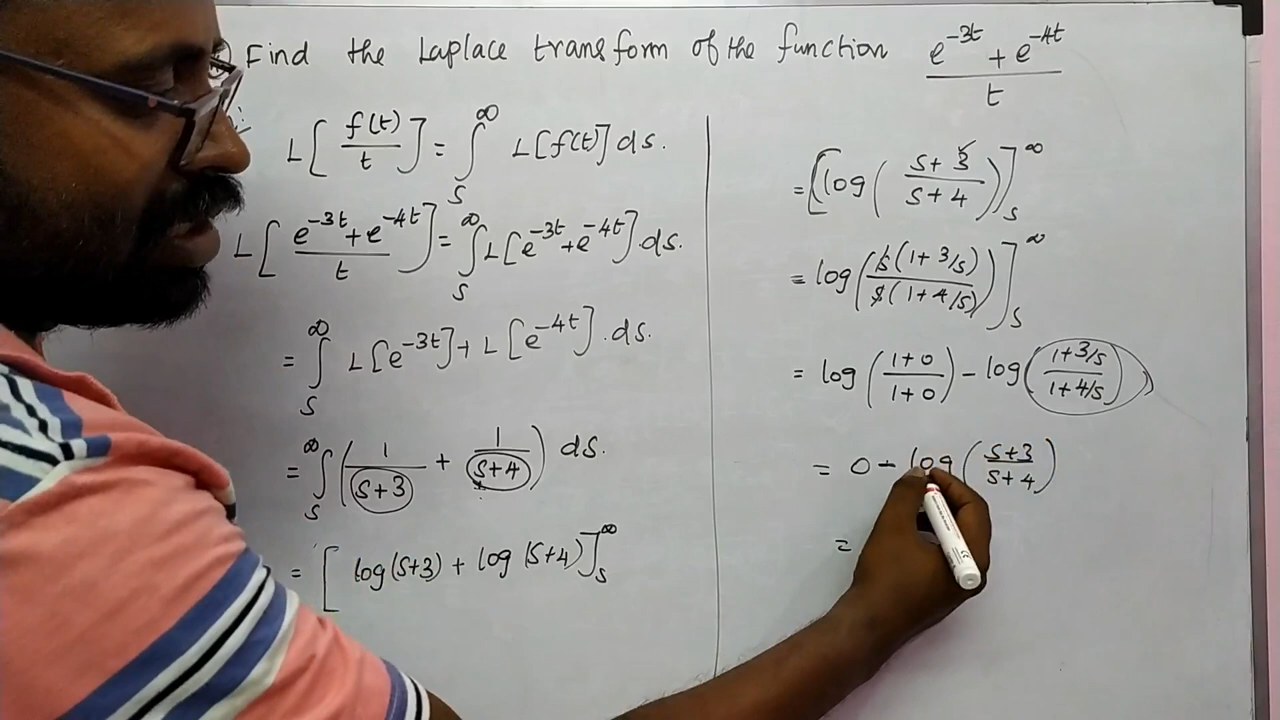 Find the Laplace transform of the function (e^-3t + e^-4t)/t
L[f(t)/t] = ∫_s^∞ L[f(t)] ds.
L[(e^-3t + e^-4t)/t] = ∫_s^∞ L[e^-3t + e^-4t] ds.
= ∫_s^∞ L[e^-3t] + L[e^-4t] . ds.
= ∫_s^∞ (1/(s+3) + 1/(s+4)) ds.
= [log(s+3) + log(s+4)]_s^∞
= [log((s+3)/(s+4))]_s^∞
= log(s(1+3/s)/s(1+4/s))]_s^∞
= log((1+0)/(1+0)) - log((1+3/s)/(1+4/s))
= 0 - log((s+3)/(s+4))
=